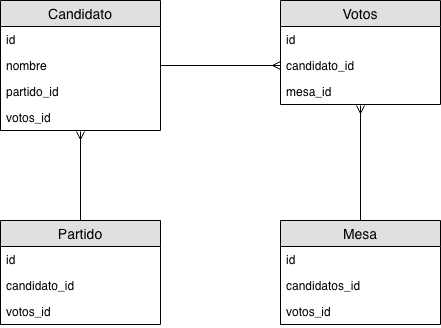 Candidato
id
nombre
partido_id
votos_id
Votos
id
candidato_id
mesa_id
Partido
id
candidato_id
votos_id
Mesa
id
candidatos_id
votos_id